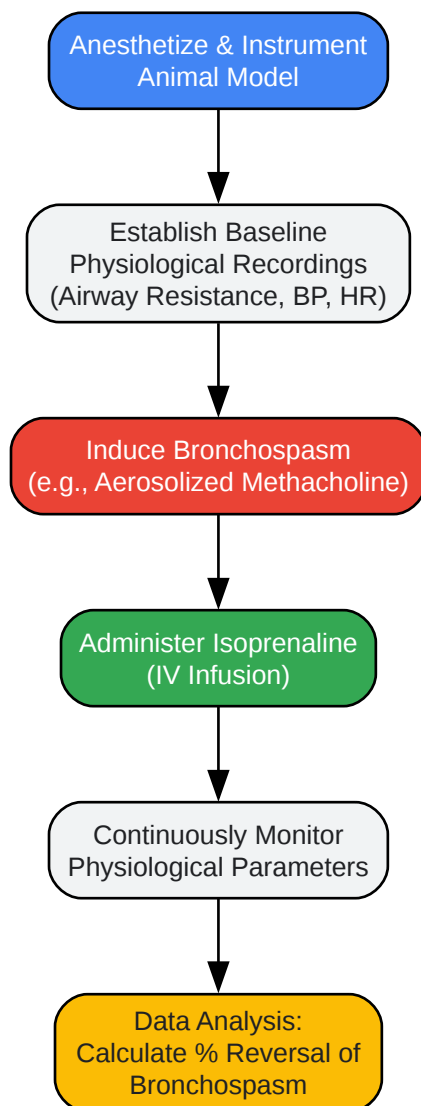 Anesthetize & Instrument
Animal Model
Establish Baseline
Physiological Recordings
(Airway Resistance, BP, HR)
Induce Bronchospasm
(e.g., Aerosolized Methacholine)
Administer Isoprenaline
(IV Infusion)
Continuously Monitor
Physiological Parameters
Data Analysis:
Calculate % Reversal of
Bronchospasm